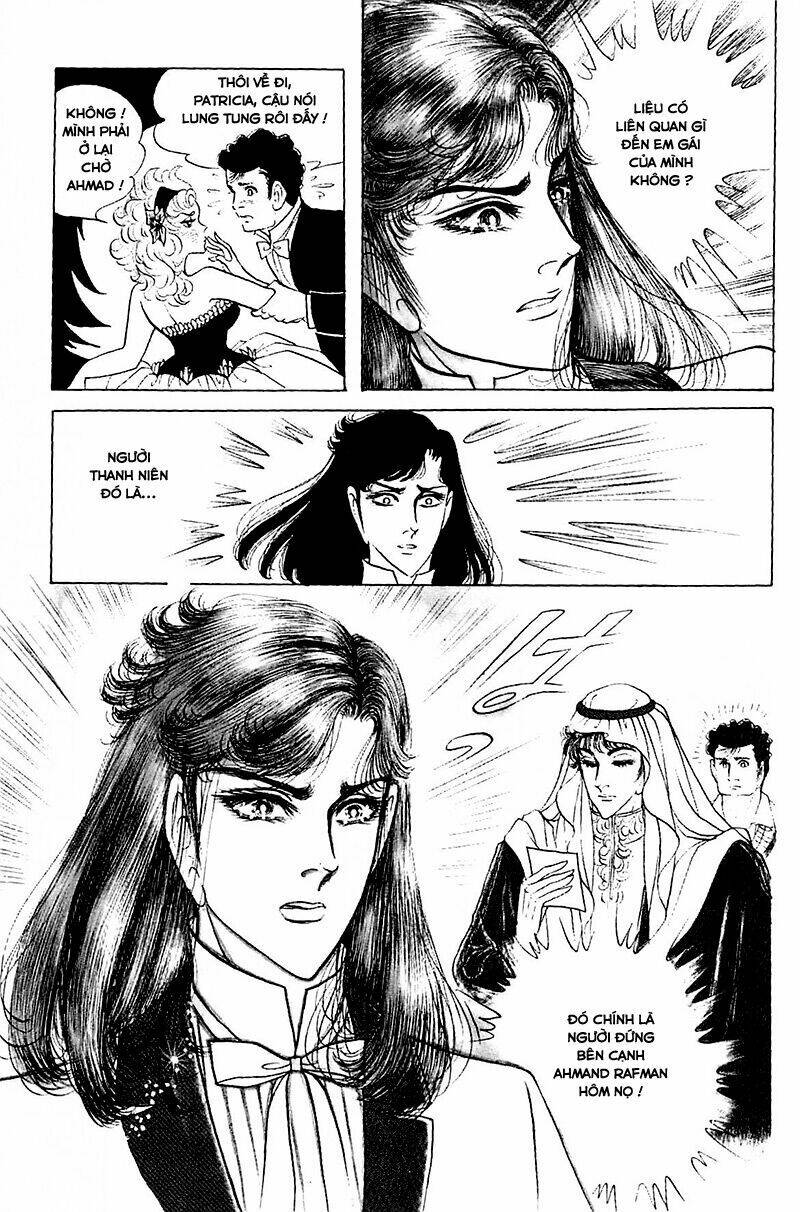 THÔI VỀ ĐI,
PATRICIA, CẬU NÓI
LUNG TUNG RỒI ĐẤY !
KHÔNG !
MÌNH PHẢI
Ở LẠI
CHỜ
AHMAD !
LIỆU CÓ
LIÊN QUAN GÌ
ĐẾN EM GÁI
CỦA MÌNH
KHÔNG ?
NGƯỜI
THANH NIÊN
ĐÓ LÀ...
はっ
ĐÓ CHÍNH LÀ
NGƯỜI ĐỨNG
BÊN CẠNH
AHMAND RAFMAN
HÔM NỌ !